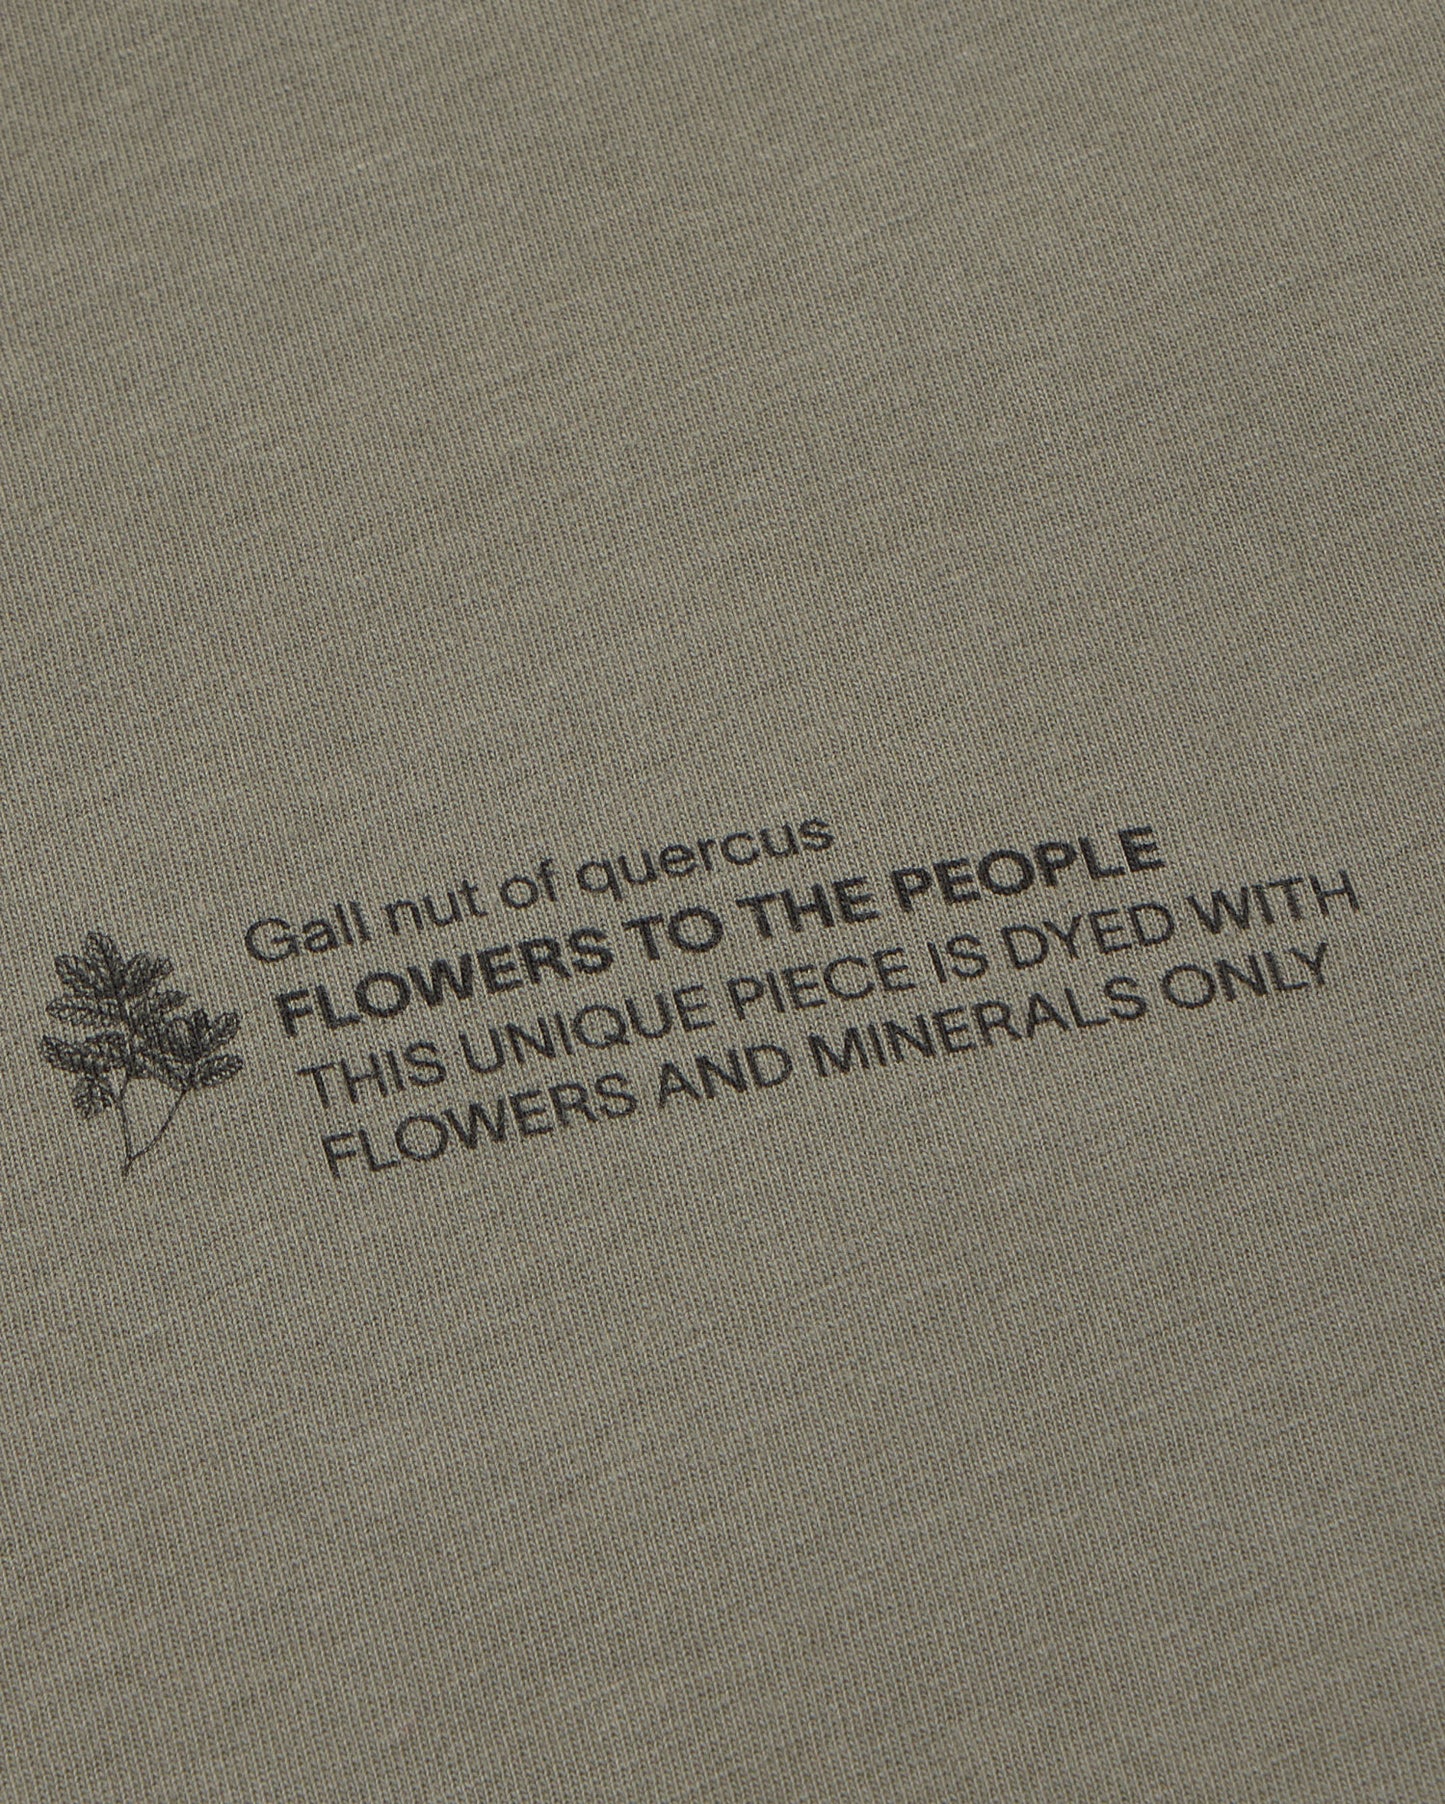 Gall nut of quercus
FLOWERS TO THE PEOPLE
THIS UNIQUE PIECE IS DYED WITH
FLOWERS AND MINERALS ONLY